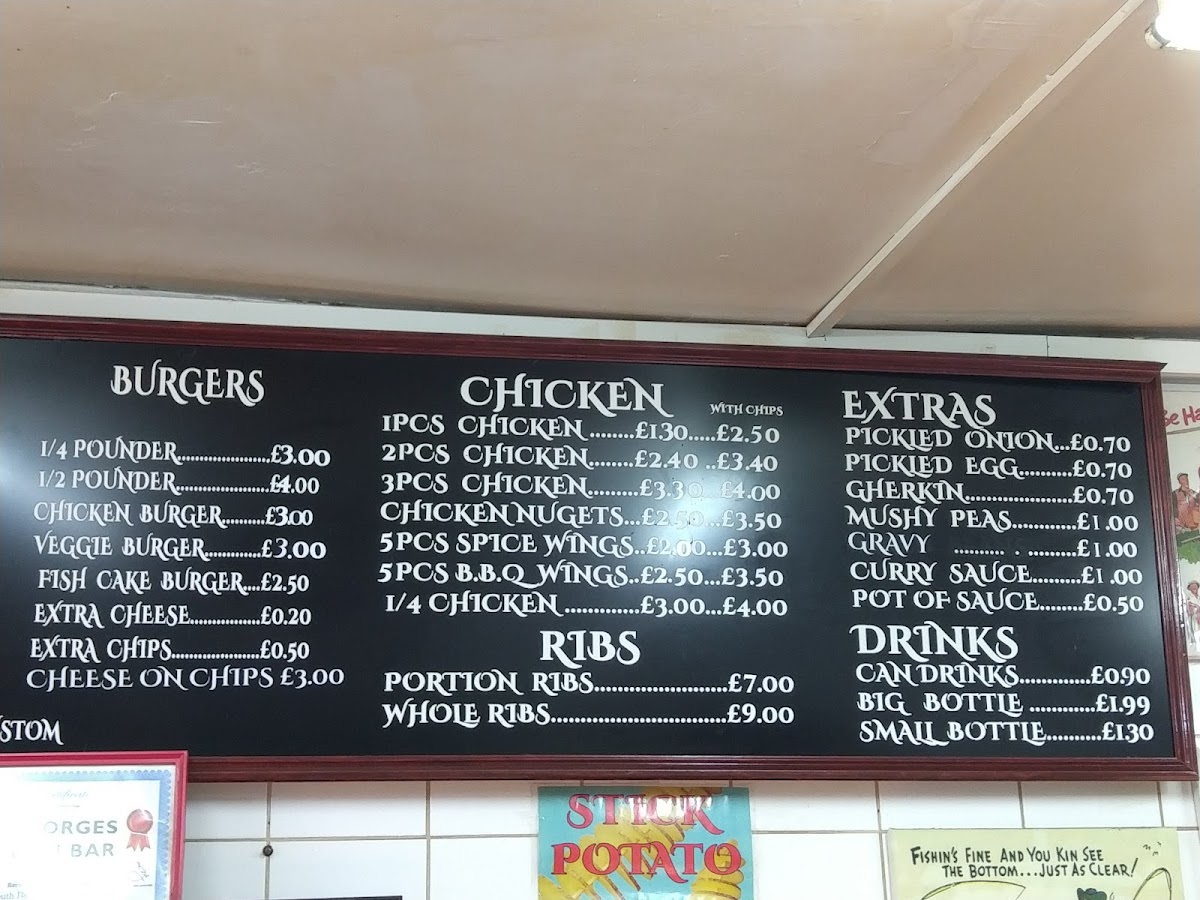 BURGERS
1/4 POUNDER......................£3.00
1/2 POUNDER......................£4.00
CHICKEN BURGER..........£3.00
VEGGIE BURGER.............£3.00
FISH CAKE BURGER....£2.50
EXTRA CHEESE.................£0.20
EXTRA CHIPS.....................£0.50
CHEESE ON CHIPS £3.00
STOM
CHICKEN
WITH CHIPS
1PCS CHICKEN .........£1.30.....£2.50
2PCS CHICKEN.........£2.40 ..£3.40
3PCS CHICKEN.........£3.30 £4.00
CHICKEN NUGETS...£2.50...£3.50
5PCS SPICE WINGS..£2.00...£3.00
5PCS B.B.Q WINGS..£2.50...£3.50
1/4 CHICKEN .............£3.00...£4.00
RIBS
PORTION RIBS.......................£7.00
WHOLE RIBS..............................£9.00
EXTRAS
PICKLED ONION...£0.70
PICKLED EGG.........£0.70
GHERKIN...................£0.70
MUSHY PEAS...........£1.00
GRAVY ......... . .........£1.00
CURRY SAUCE.........£1.00
POT OF SAUCE........£0.50
DRINKS
CAN DRINKS............£0.90
BIG BOTTLE ............£1.99
SMALL BOTTLE..........£1.30
ORGES
BAR
STICK
POTATO
FISHIN'S FINE AND YOU KIN SEE
THE BOTTOM...JUST AS CLEAR!